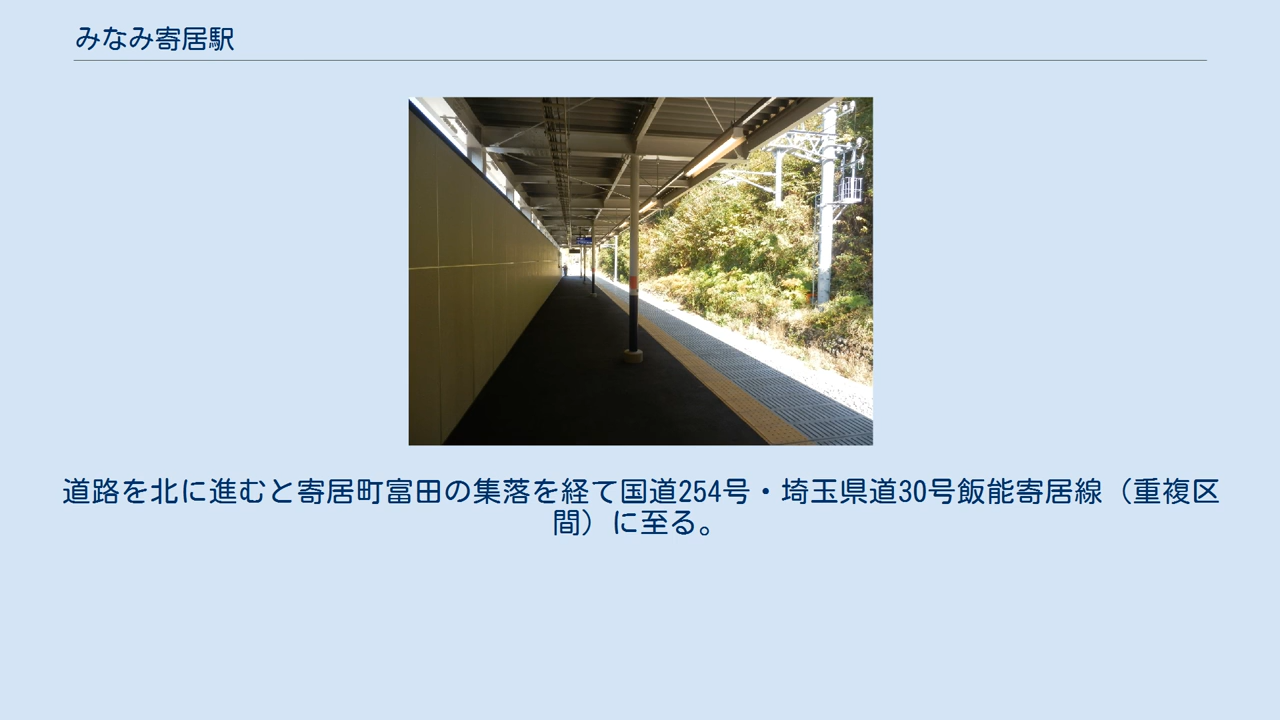 みなみ寄居駅
道路を北に進むと寄居町富田の集落を経て国道254号・埼玉県道30号飯能寄居線（重複区
間）に至る。